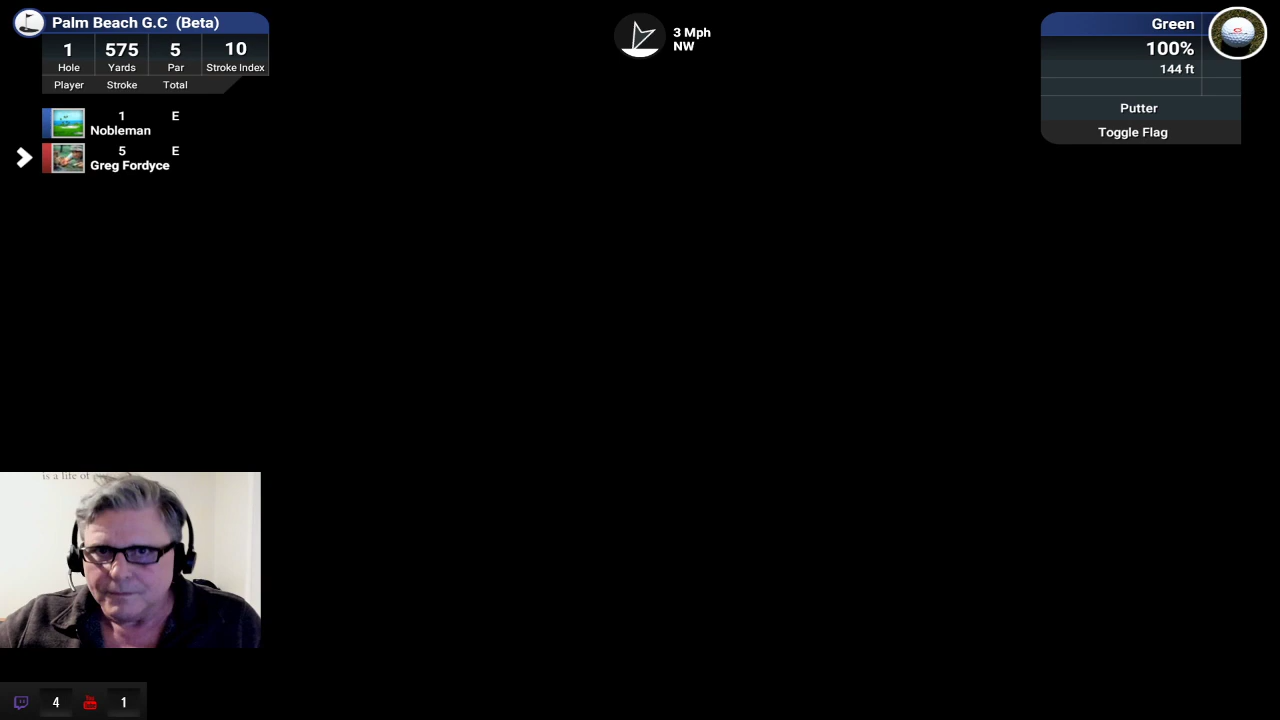 Palm Beach G.C (Beta)
1 575 5 10
Hole Yards Par Stroke Index
Player Stroke Total
1 E
Nobleman
5 E
Greg Fordyce
3 Mph
NW
Green
100%
144 ft
Putter
Toggle Flag
is a life of
4 1